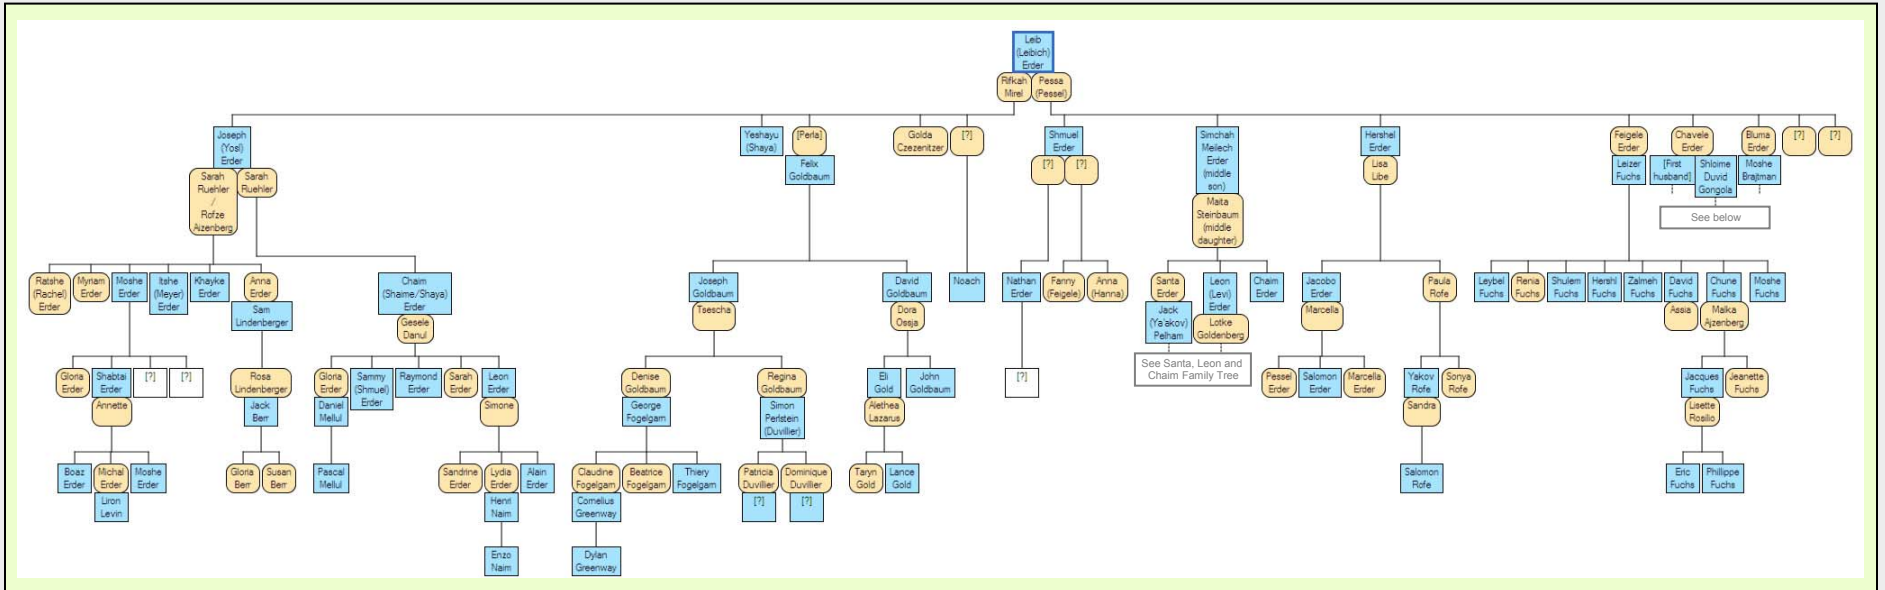 Leib
(Leibich)
Erder
Rifkah
Mirel
Pessa
(Pessel)
Joseph
(Yosl)
Erder
Sarah
Ruehler
/
Rofze
Aizenberg
Sarah
Ruehler
Yeshayu
(Shaya)
[Perla]
Felix
Goldbaum
Golda
Czezenitzer
[?]
Shmuel
Erder
[?]
[?]
Simchah
Meilech
Erder
(middle
son)
Maita
Steinbaum
(middle
daughter)
Hershel
Erder
Lisa
Libe
Feigele
Erder
Leizer
Fuchs
Chavele
Erder
[First
husband]
Shloime
Duvid
Gongola
Bluma
Erder
Moshe
Brajtman
[?]
[?]
See below
Ratshe
(Rachel)
Erder
Myriam
Erder
Moshe
Erder
Itshe
(Meyer)
Erder
Khayke
Erder
Anna
Erder
Sam
Lindenberger
Chaim
(Shaime/Shaya)
Erder
Gesele
Danul
Joseph
Goldbaum
Tsescha
David
Goldbaum
Dora
Ossja
Noach
Nathan
Erder
Fanny
(Feigele)
Anna
(Hanna)
Santa
Erder
Jack
(Ya'akov)
Pelham
Leon
(Levi)
Erder
Lotke
Goldenberg
Chaim
Erder
See Santa, Leon and
Chaim Family Tree
Jacobo
Erder
Marcella
Paula
Rofe
Leybel
Fuchs
Renia
Fuchs
Shulem
Fuchs
Hershl
Fuchs
Zalmeh
Fuchs
David
Fuchs
Assia
Chune
Fuchs
Malka
Ajzenberg
Moshe
Fuchs
Gloria
Erder
Shabtai
Erder
Annette
[?]
[?]
Rosa
Lindenberger
Jack
Berr
Gloria
Erder
Daniel
Mellul
Sammy
(Shmuel)
Erder
Raymond
Erder
Sarah
Erder
Leon
Erder
Simone
Denise
Goldbaum
George
Fogelgarn
Regina
Goldbaum
Simon
Perlstein
(Duvillier)
Eli
Gold
Alethea
Lazarus
John
Goldbaum
[?]
Pessel
Erder
Salomon
Erder
Marcella
Erder
Yakov
Rofe
Sandra
Sonya
Rofe
Jacques
Fuchs
Lisette
Rosilio
Jeanette
Fuchs
Boaz
Erder
Michal
Erder
Liron
Levin
Moshe
Erder
Gloria
Berr
Susan
Berr
Pascal
Mellul
Sandrine
Erder
Lydia
Erder
Henri
Naim
Alain
Erder
Claudine
Fogelgarn
Cornelius
Greenway
Beatrice
Fogelgarn
Thiery
Fogelgarn
Patricia
Duvillier
[?]
Dominique
Duvillier
[?]
Taryn
Gold
Lance
Gold
Salomon
Rofe
Eric
Fuchs
Phillippe
Fuchs
Enzo
Naim
Dylan
Greenway